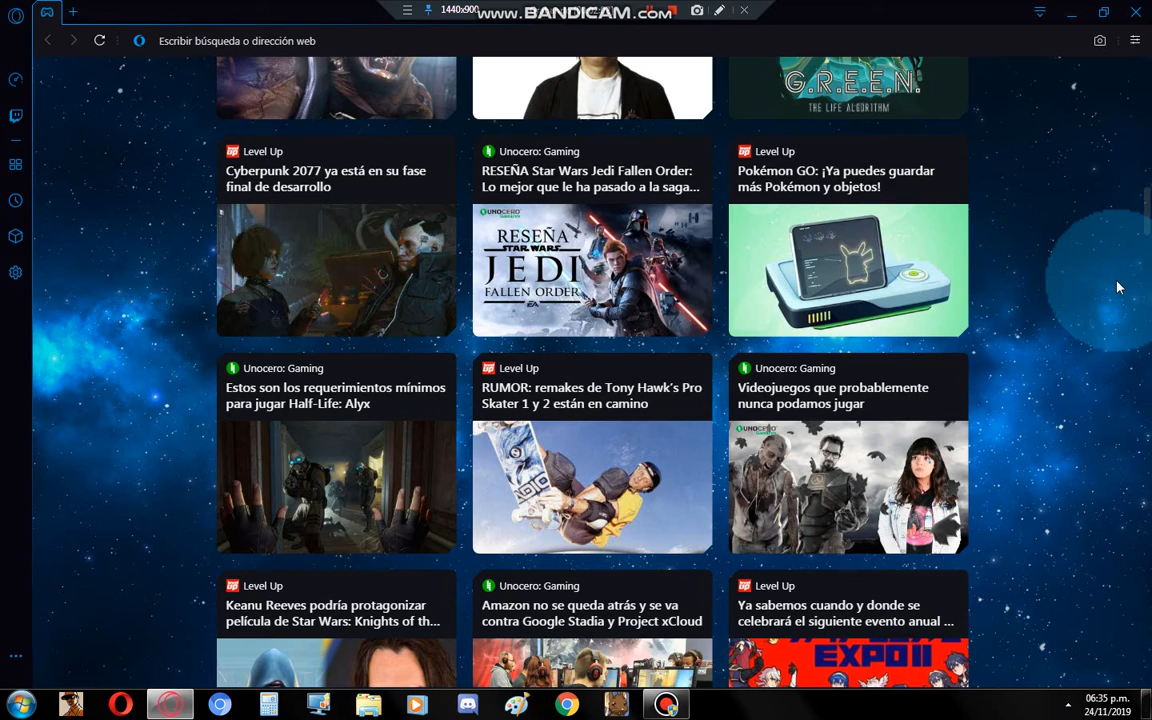 1440x900
www.BANDICAM.com
Escribir búsqueda o dirección web
G.R.E.E.N.
THE LIFE ALGORITHM
Level Up
Cyberpunk 2077 ya está en su fase
final de desarrollo
Unocero: Gaming
RESEÑA Star Wars Jedi Fallen Order:
Lo mejor que le ha pasado a la saga...
UNOCERO
RESEÑA
STAR WARS
JEDI
FALLEN ORDER
EA
Level Up
Pokémon GO: ¡Ya puedes guardar
más Pokémon y objetos!
Unocero: Gaming
Estos son los requerimientos mínimos
para jugar Half-Life: Alyx
Level Up
RUMOR: remakes de Tony Hawk's Pro
Skater 1 y 2 están en camino
Unocero: Gaming
Videojuegos que probablemente
nunca podamos jugar
UNOCERO
Level Up
Keanu Reeves podría protagonizar
película de Star Wars: Knights of th...
Unocero: Gaming
Amazon no se queda atrás y se va
contra Google Stadia y Project xCloud
Level Up
Ya sabemos cuando y donde se
celebrará el siguiente evento anual ...
EXPO II
06:35 p.m.
24/11/2019